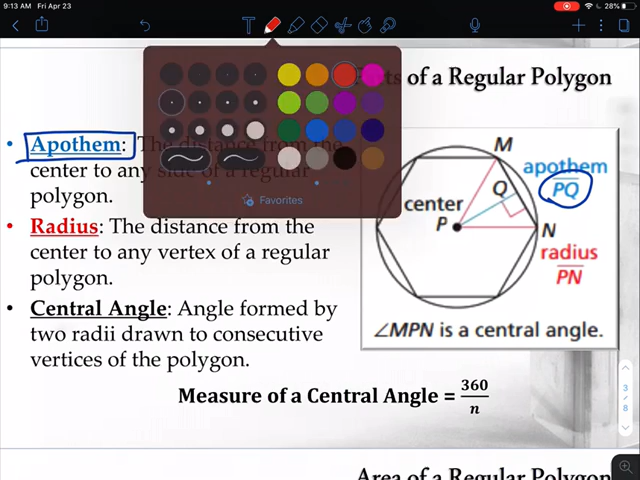 9:13 AM Fri Apr 23
28%
Parts of a Regular Polygon
• Apothem: The distance from the
center to any side of a regular
polygon.
• Radius: The distance from the
center to any vertex of a regular
polygon.
• Central Angle: Angle formed by
two radii drawn to consecutive
vertices of the polygon.
Favorites
M
apothem
PQ
Q
center
P
N
radius
PN
∠MPN is a central angle.
Measure of a Central Angle = 360/n
3/8
Area of a Regular Polygon